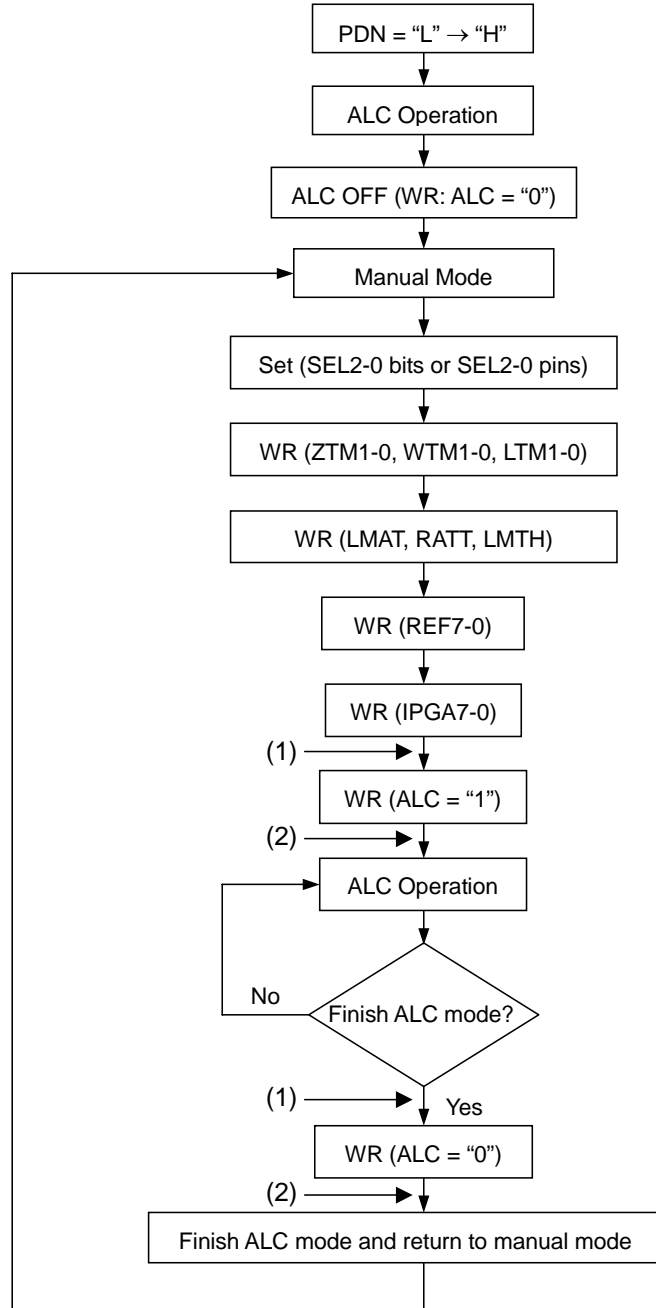 PDN = “L” → “H”
ALC Operation
ALC OFF (WR: ALC = “0”)
Manual Mode
Set (SEL2-0 bits or SEL2-0 pins)
WR (ZTM1-0, WTM1-0, LTM1-0)
WR (LMAT, RATT, LMTH)
WR (REF7-0)
WR (IPGA7-0)
(1)
WR (ALC = “1”)
(2)
ALC Operation
No
Finish ALC mode?
(1)
Yes
WR (ALC = “0”)
(2)
Finish ALC mode and return to manual mode